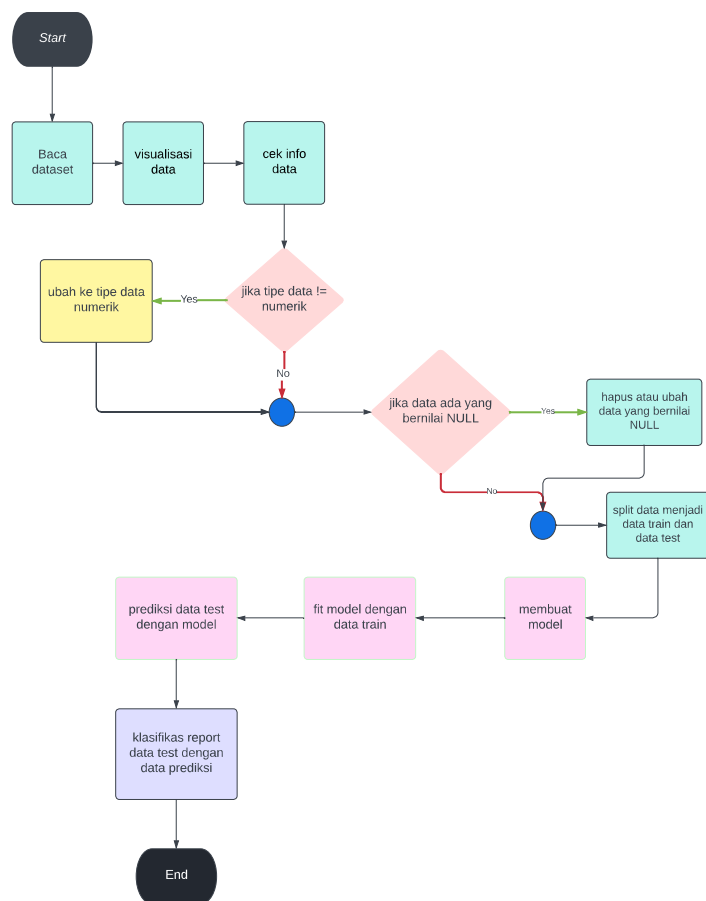 Start
Baca
dataset
visualisasi
data
cek info
data
jika tipe data !=
numerik
Yes
ubah ke tipe data
numerik
No
jika data ada yang
bernilai NULL
Yes
hapus atau ubah
data yang bernilai
NULL
No
split data menjadi
data train dan
data test
membuat
model
fit model dengan
data train
prediksi data test
dengan model
klasifikas report
data test dengan
data prediksi
End